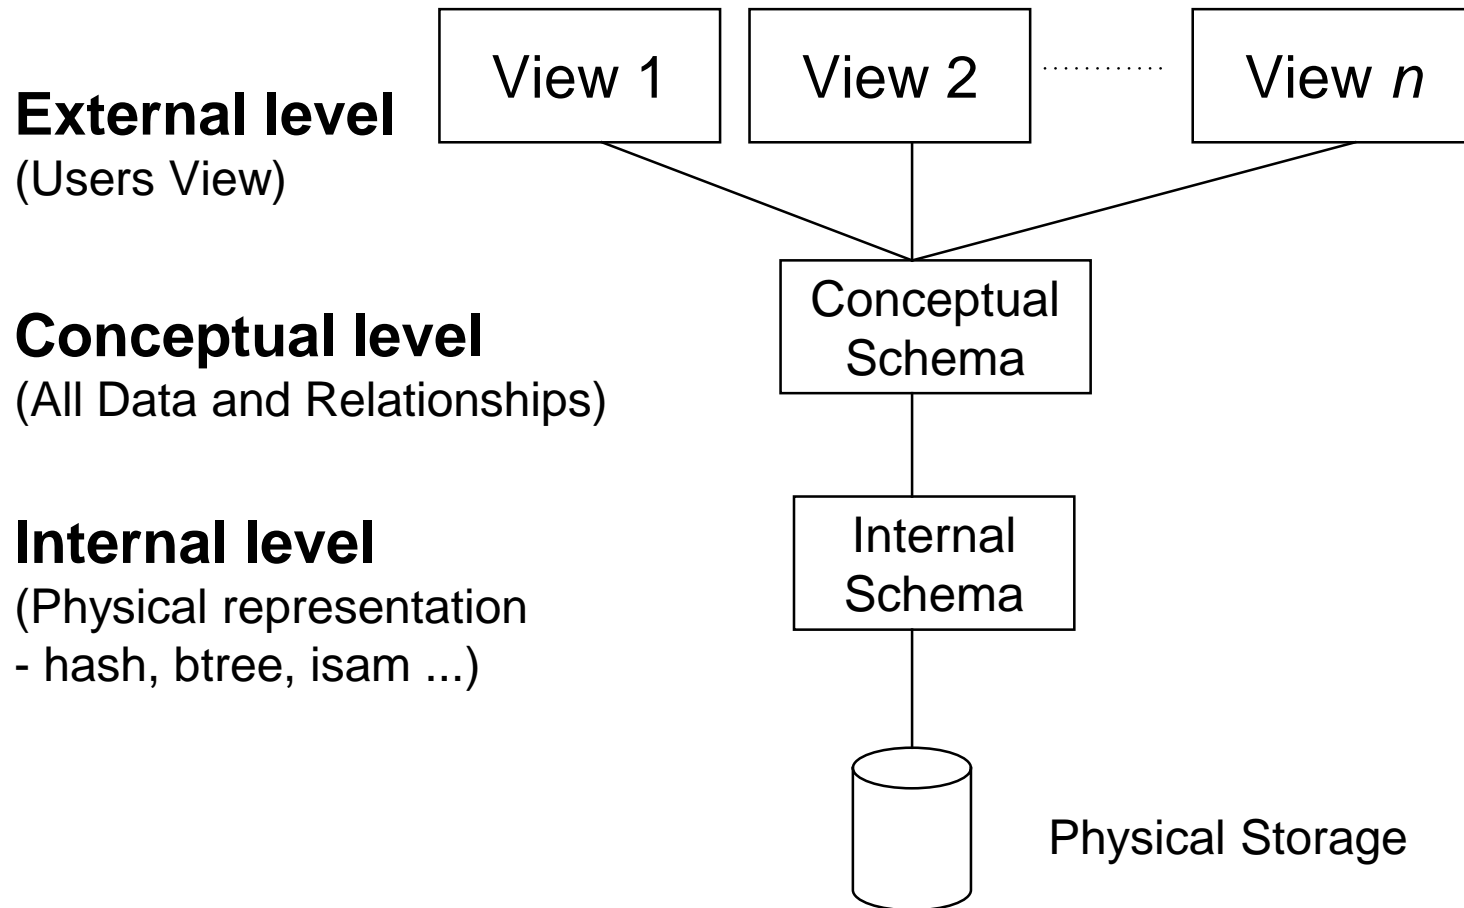 View 1
View 2
View n
External level
(Users View)
Conceptual
Schema
Conceptual level
(All Data and Relationships)
Internal
Schema
Internal level
(Physical representation
- hash, btree, isam ...)
Physical Storage